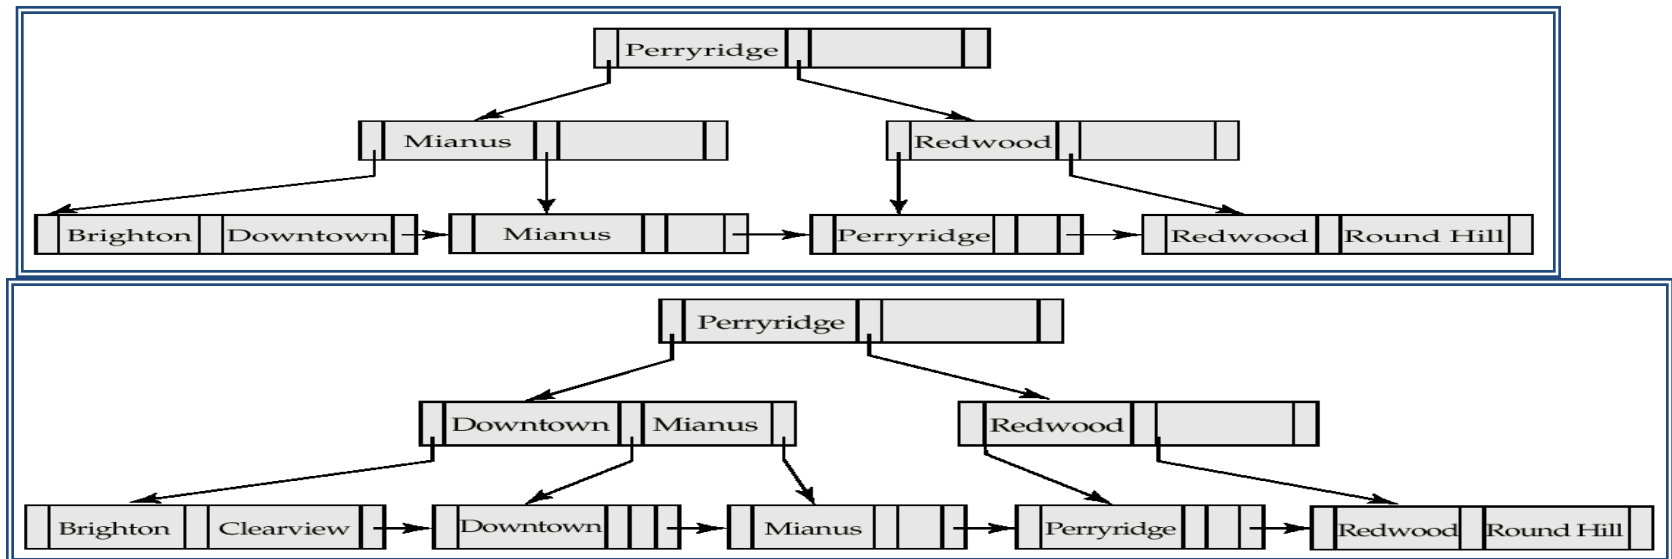 Perryridge
Mianus Redwood
Brighton Downtown Mianus Perryridge Redwood Round Hill
Perryridge
Downtown Mianus Redwood
Brighton Clearview Downtown Mianus Perryridge Redwood Round Hill